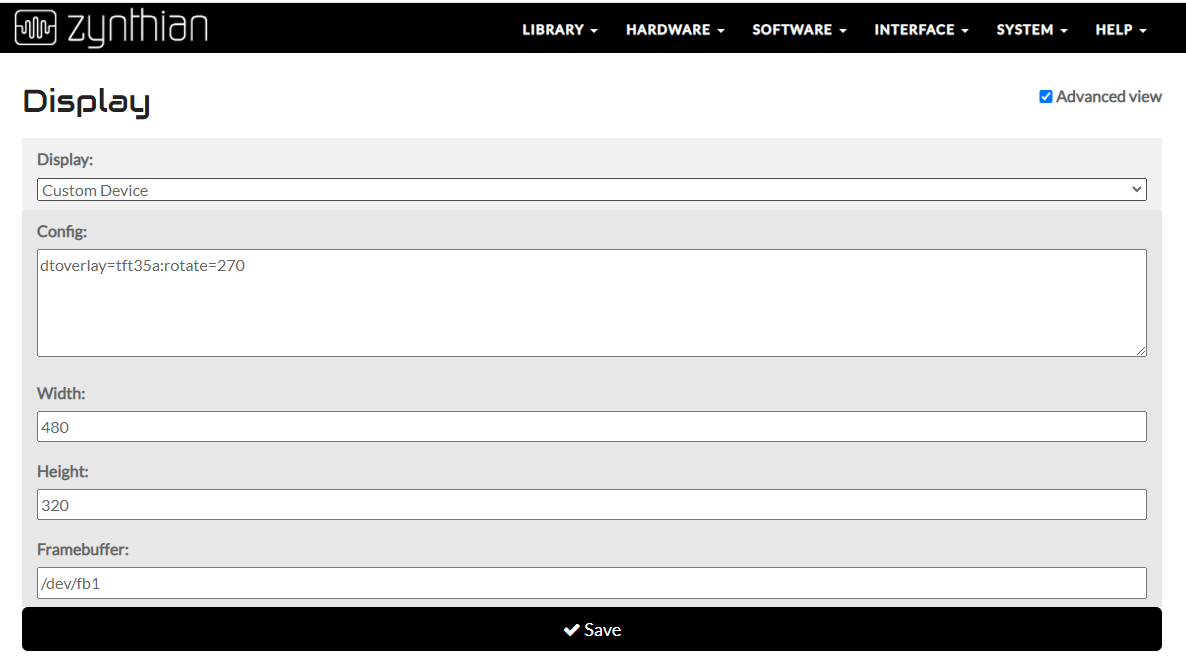 zynthian
LIBRARY HARDWARE SOFTWARE INTERFACE SYSTEM HELP
Display
Advanced view
Display:
Custom Device
Config:
dtoverlay=tft35a:rotate=270
Width:
480
Height:
320
Framebuffer:
/dev/fb1
Save